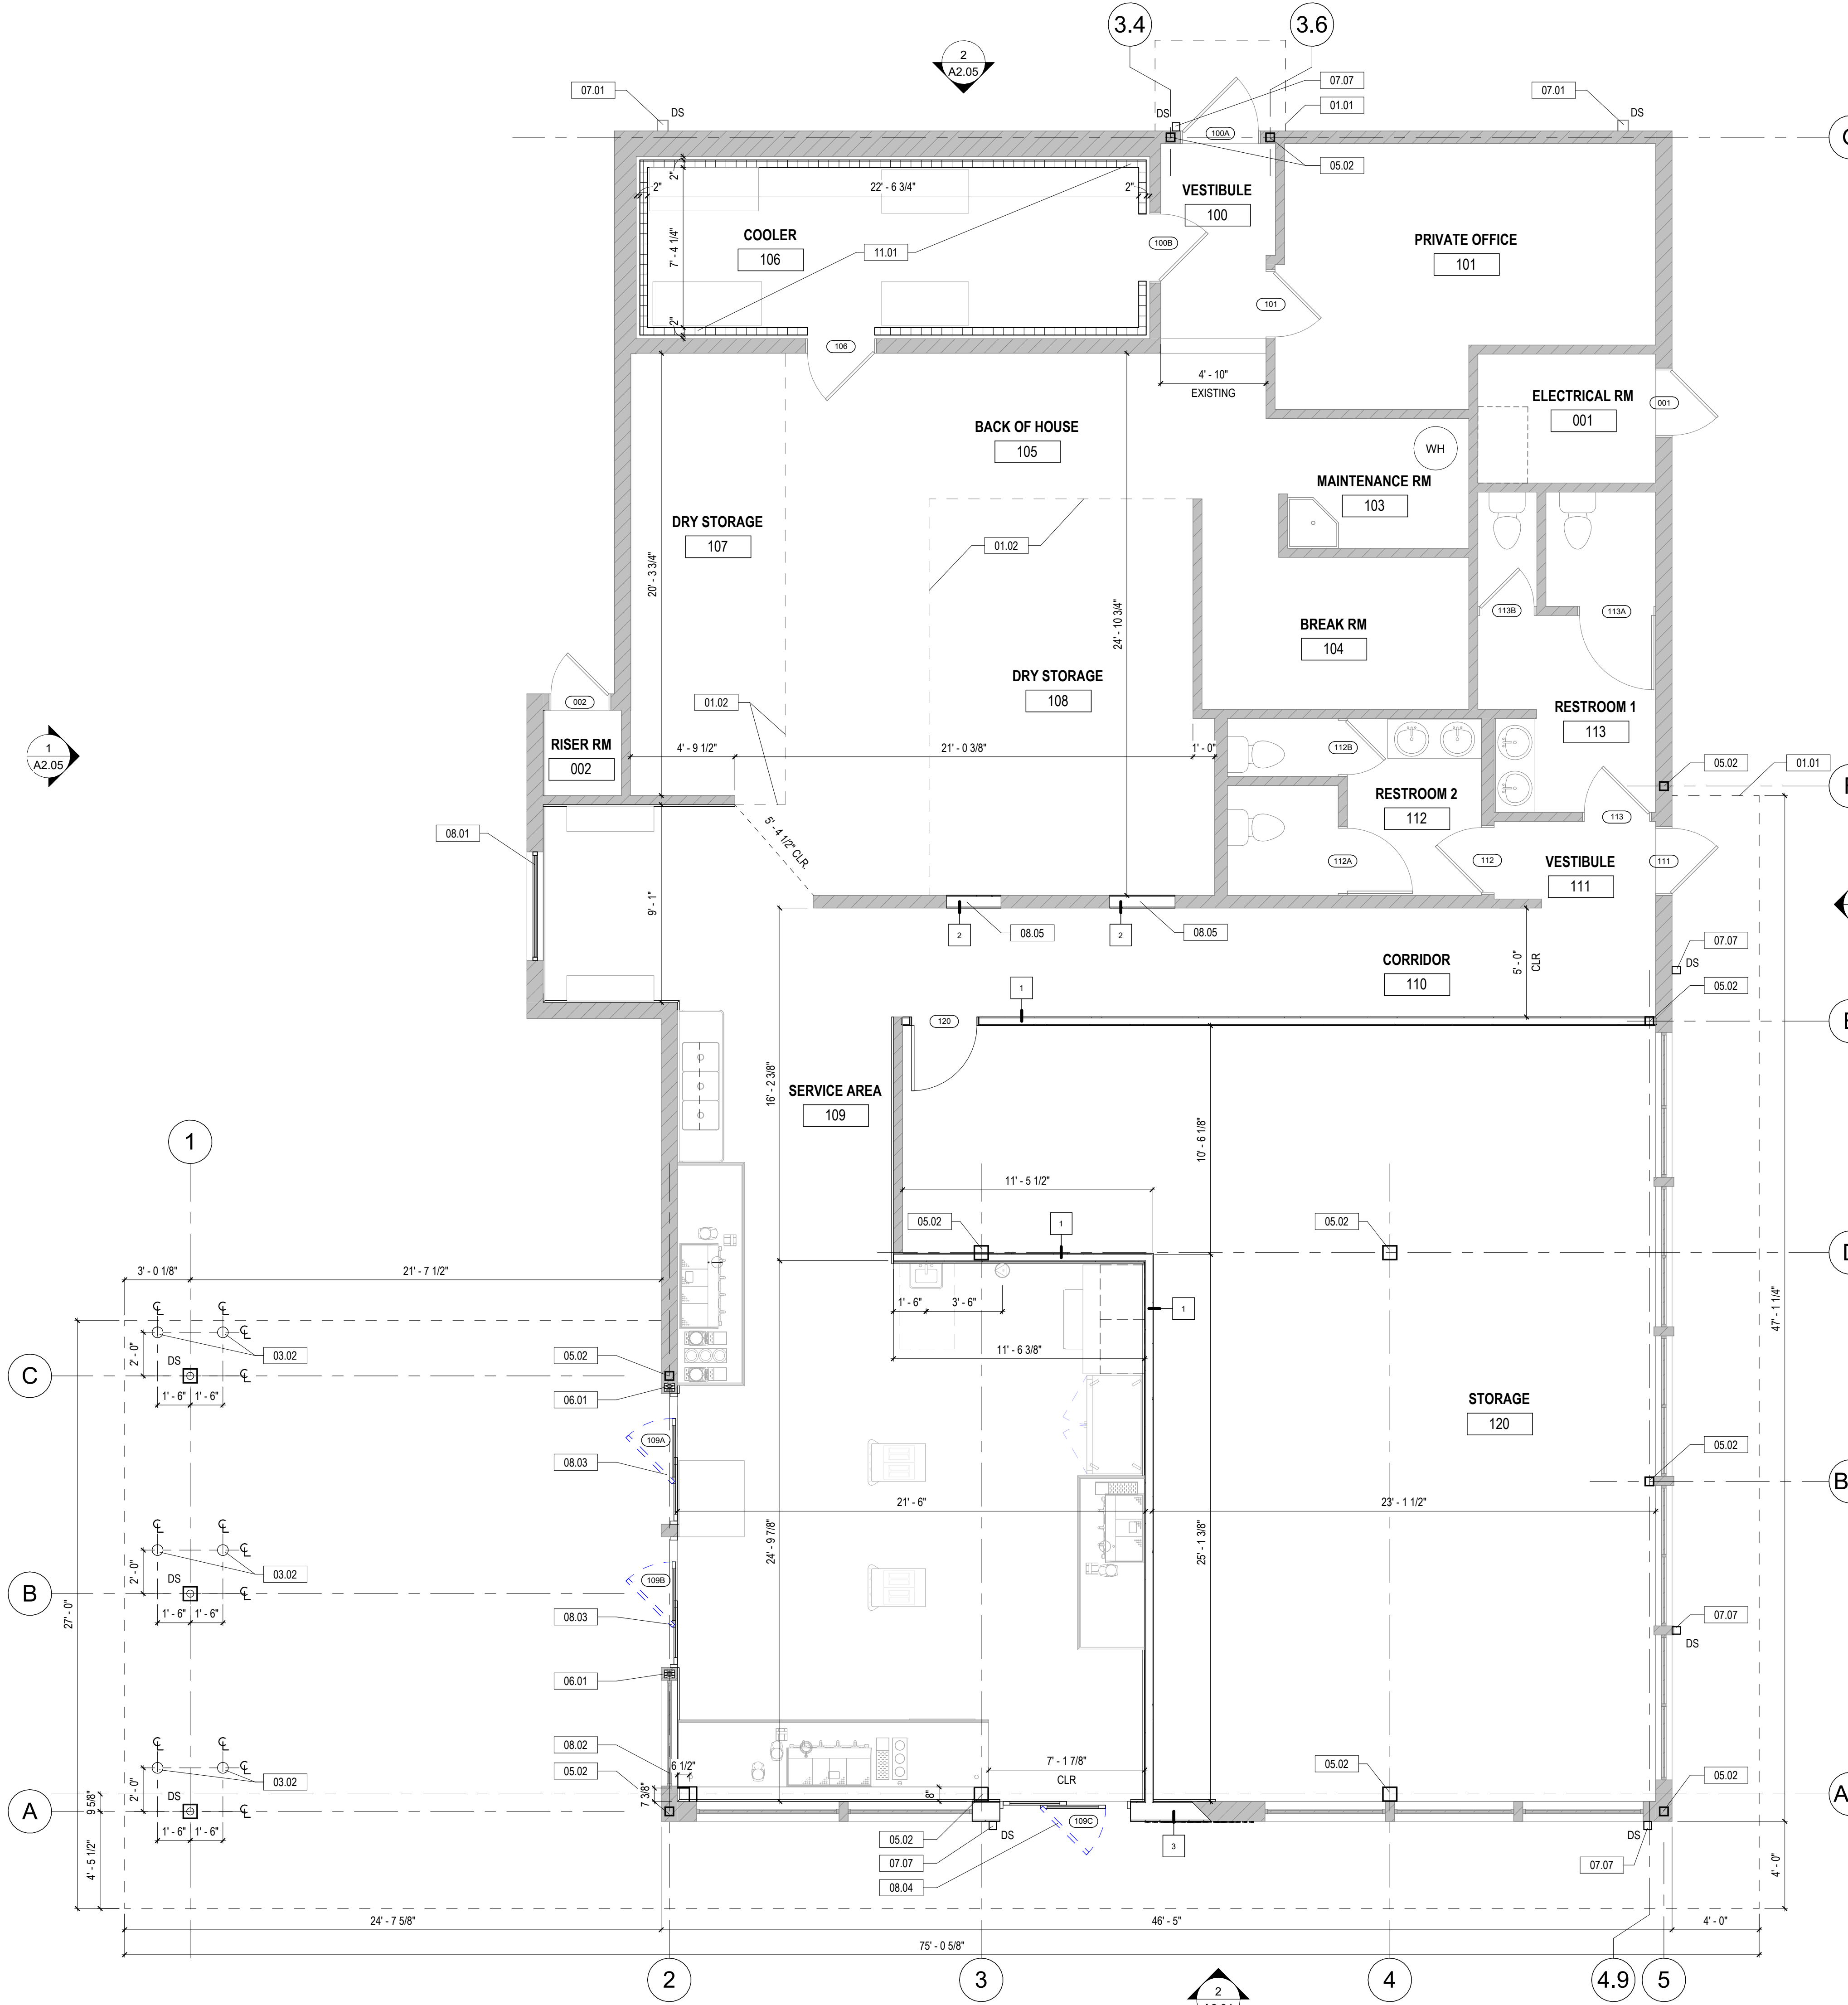 3.4
3.6
2
A2.05
07.01
DS
07.07
DS
01.01
100A
05.02
07.01
DS
2"
2"
22' - 6 3/4"
2"
7' - 4 1/4"
2"
COOLER
106
11.01
VESTIBULE
100
100B
PRIVATE OFFICE
101
101
106
4' - 10"
EXISTING
ELECTRICAL RM
001
001
BACK OF HOUSE
105
WH
MAINTENANCE RM
103
DRY STORAGE
107
01.02
20' - 3 3/4"
24' - 10 3/4"
113B
113A
BREAK RM
104
DRY STORAGE
108
002
01.02
RISER RM
002
1
A2.05
4' - 9 1/2"
21' - 0 3/8"
1' - 0"
RESTROOM 1
113
112B
05.02
01.01
RESTROOM 2
112
5' - 4 1/2" CLR.
113
08.01
112A
112
VESTIBULE
111
111
9' - 1"
2
08.05
2
08.05
07.07
DS
CORRIDOR
110
5' - 0"
CLR
05.02
1
120
SERVICE AREA
109
16' - 2 3/8"
10' - 6 1/8"
1
11' - 5 1/2"
05.02
1
05.02
3' - 0 1/8"
21' - 7 1/2"
1' - 6"
3' - 6"
1
47' - 1 1/4"
11' - 6 3/8"
C
2' - 0"
DS
03.02
1' - 6"
1' - 6"
05.02
06.01
STORAGE
120
109A
08.03
05.02
21' - 6"
23' - 1 1/2"
24' - 9 7/8"
25' - 1 3/8"
B
27' - 0"
2' - 0"
DS
03.02
1' - 6"
1' - 6"
109B
08.03
07.07
DS
06.01
08.02
05.02
6 1/2"
7 3/8"
8"
7' - 1 7/8"
CLR
05.02
05.02
A
9 5/8"
2' - 0"
DS
03.02
1' - 6"
1' - 6"
4' - 5 1/2"
109C
05.02
DS
07.07
08.04
3
DS
07.07
4' - 0"
24' - 7 5/8"
46' - 5"
4' - 0"
75' - 0 5/8"
2
3
4
4.9
5
2